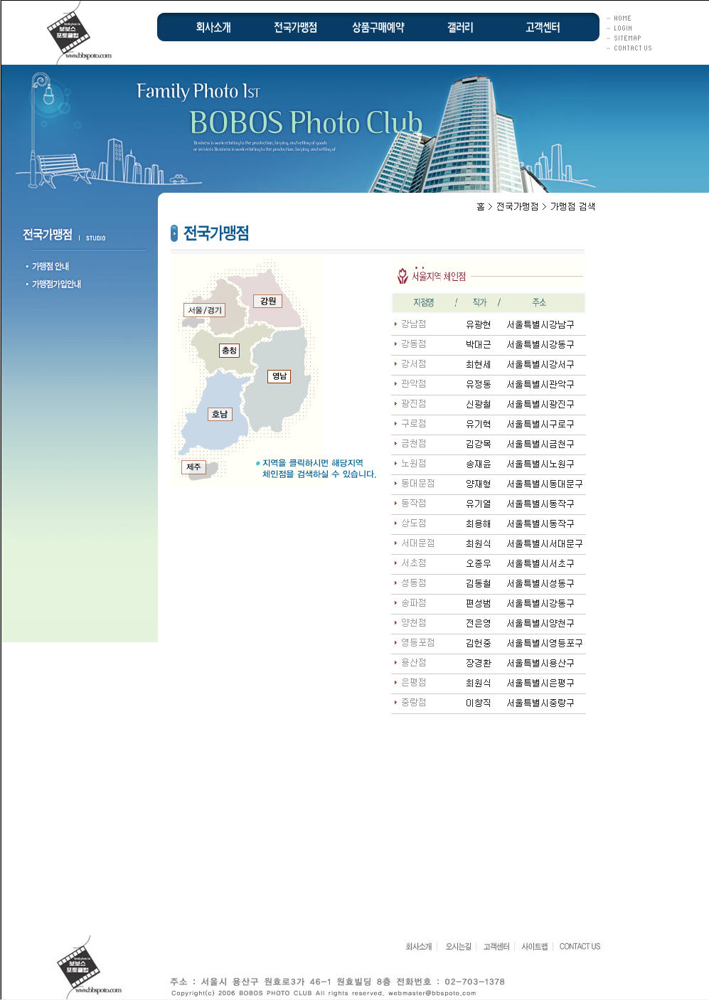 보보스
포토클럽
www.bbspoto.com
회사소개 전국가맹점 상품구매예약 갤러리 고객센터
HOME
LOGIN
SITEMAP
CONTACT US
Family Photo 1ST
BOBOS Photo Club
Business is work relating to the production, buying, and selling of goods
or services Business is work relating to the production, buying, and selling of
홈 > 전국가맹점 > 가맹점 검색
전국가맹점 | STUDIO
가맹점 안내
가맹점가입안내
전국가맹점
서울/경기
강원
충청
영남
호남
제주
지역을 클릭하시면 해당지역
체인점을 검색하실 수 있습니다.
서울지역 체인점
지점명 / 작가 / 주소
강남점 유광현 서울특별시강남구
강동점 박대근 서울특별시강동구
강서점 최현세 서울특별시강서구
관악점 유정동 서울특별시관악구
광진점 신광철 서울특별시광진구
구로점 유기혁 서울특별시구로구
금천점 김강목 서울특별시금천구
노원점 송재윤 서울특별시노원구
동대문점 양재형 서울특별시동대문구
동작점 유기열 서울특별시동작구
상도점 최용해 서울특별시동작구
서대문점 최원식 서울특별시서대문구
서초점 오종우 서울특별시서초구
성동점 김동철 서울특별시성동구
송파점 편성범 서울특별시강동구
양천점 전은영 서울특별시양천구
영등포점 김헌중 서울특별시영등포구
용산점 장경환 서울특별시용산구
은평점 최원식 서울특별시은평구
중랑점 이창직 서울특별시중랑구
회사소개 | 오시는길 | 고객센터 | 사이트맵 | CONTACT US
보보스
포토클럽
www.bbspoto.com
주소 : 서울시 용산구 원효로3가 46-1 원효빌딩 8층 전화번호 : 02-703-1378
Copyright(c) 2006 BOBOS PHOTO CLUB All rights reserved. webmaster@bbspoto.com